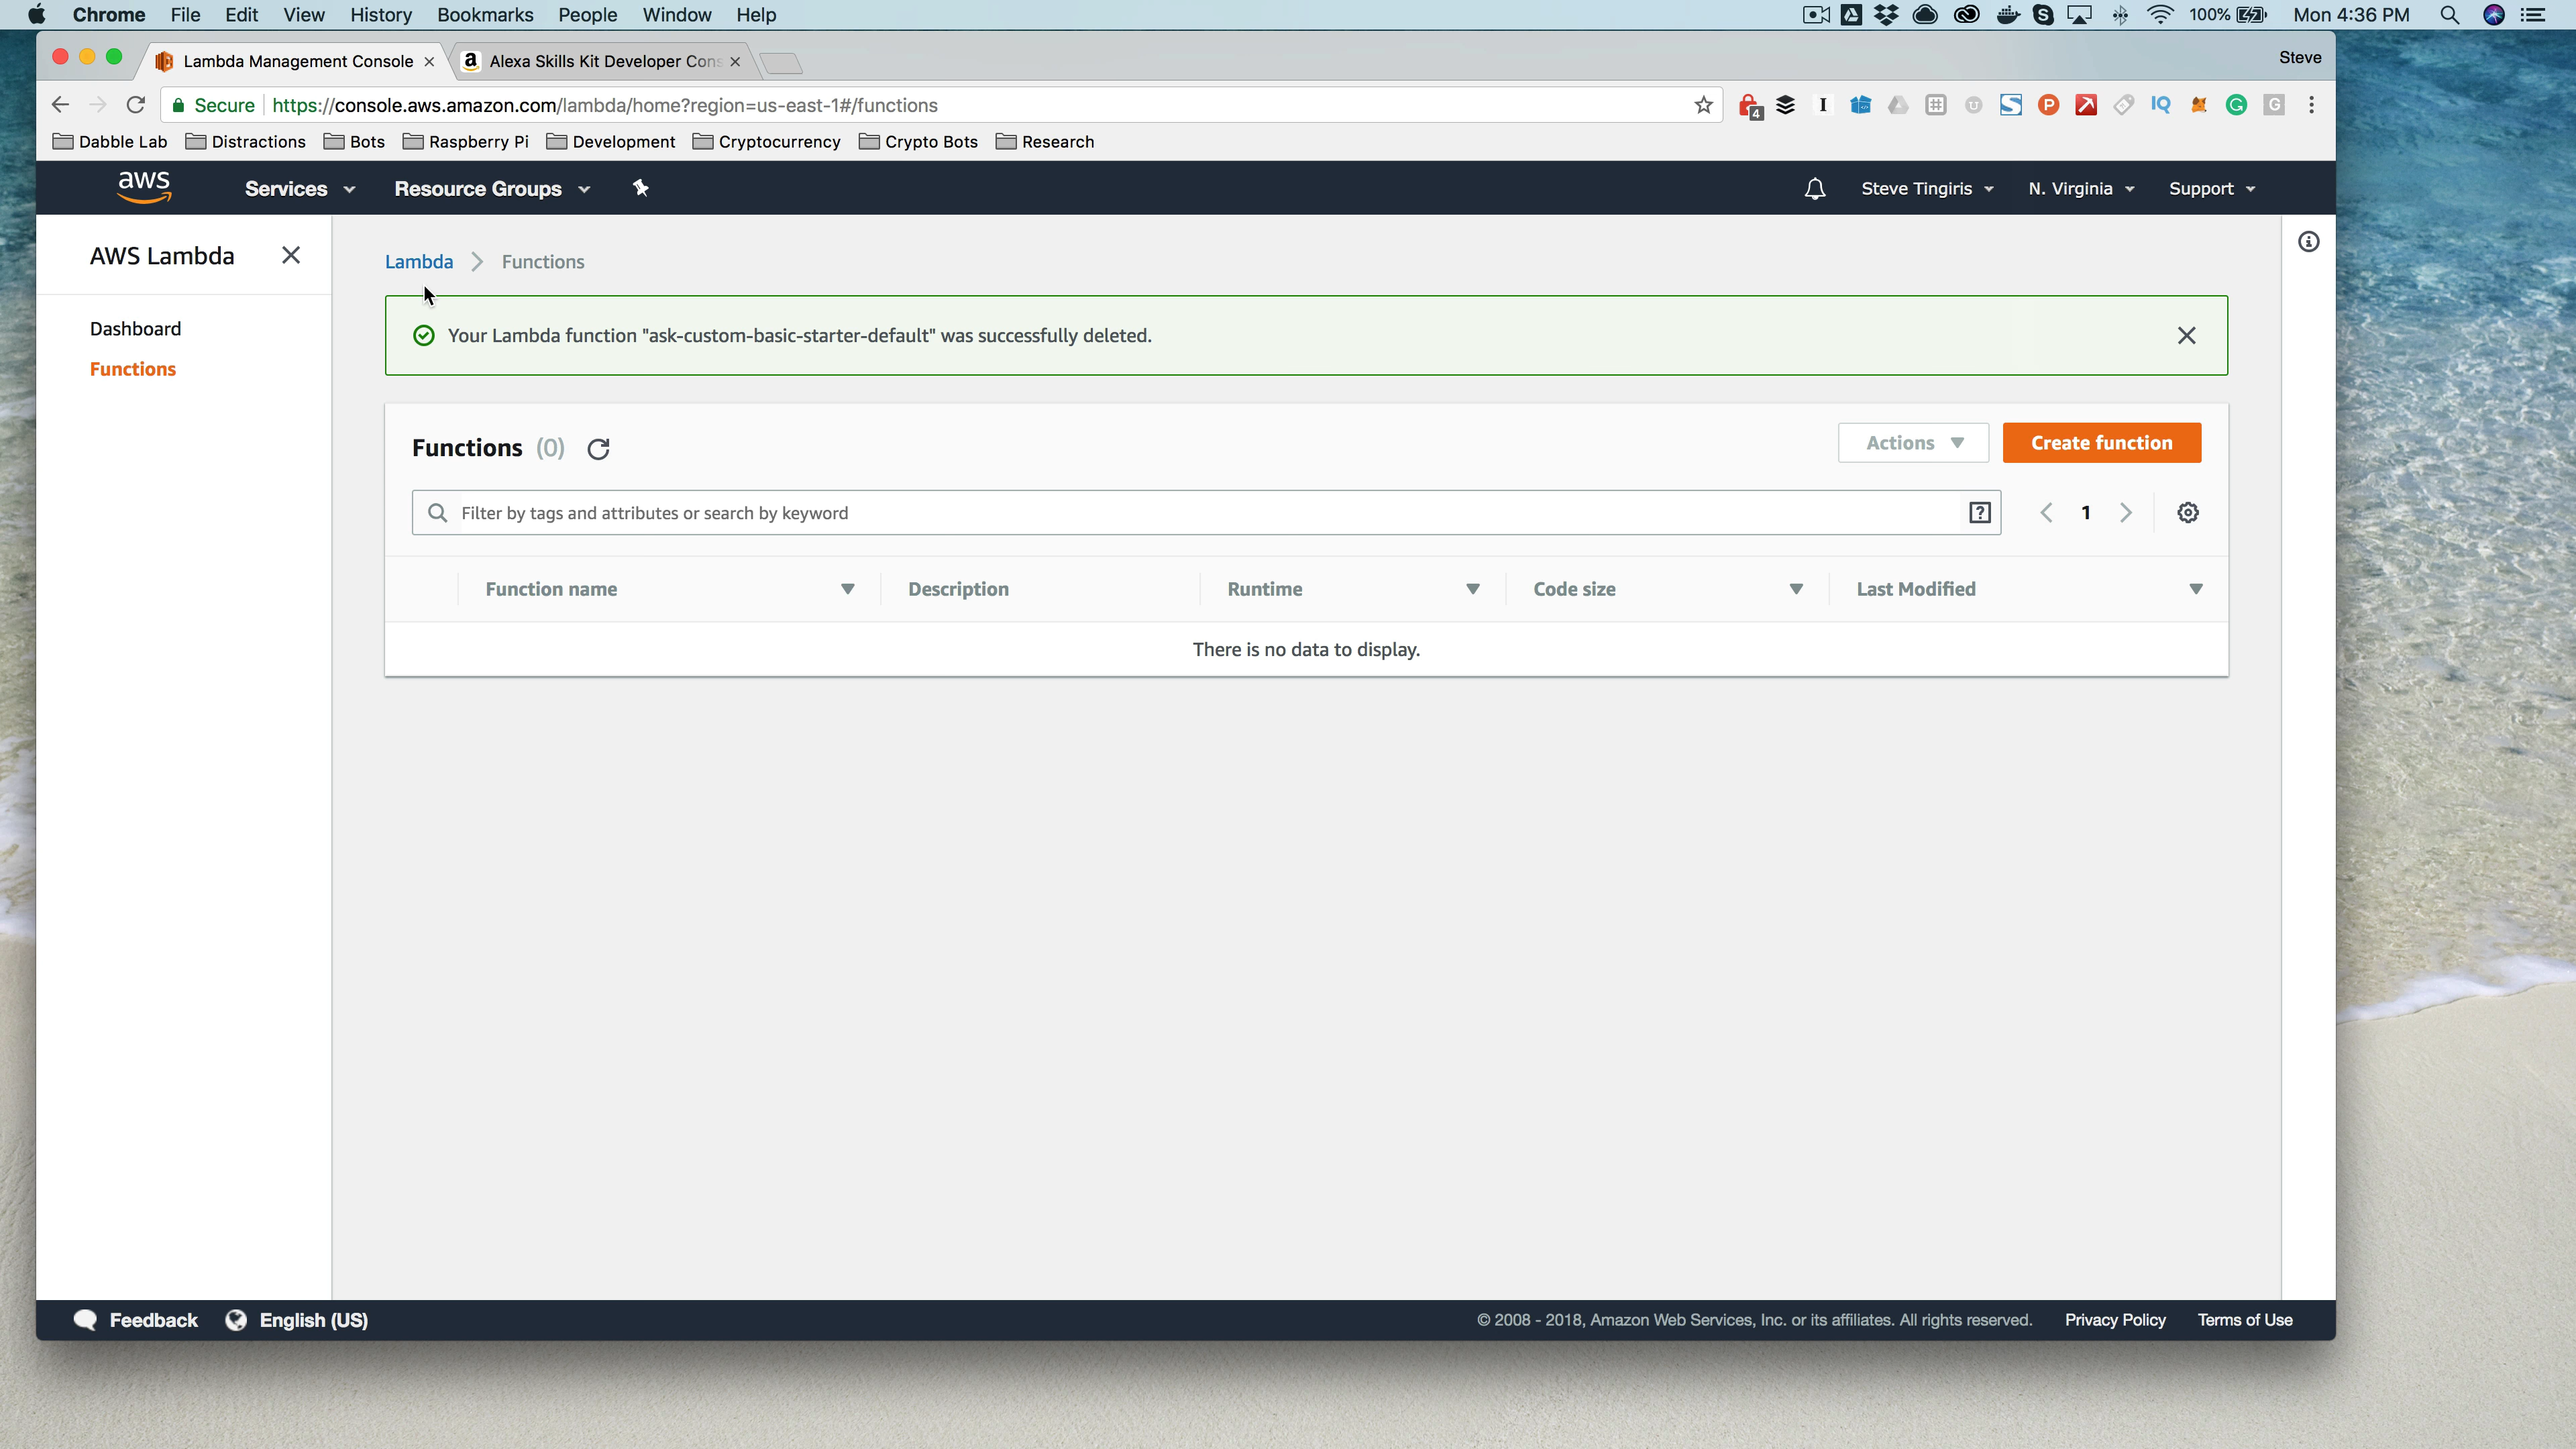 Chrome File Edit View History Bookmarks People Window Help 100% Mon 4:36 PM
Lambda Management Console Alexa Skills Kit Developer Cons Steve
Secure https://console.aws.amazon.com/lambda/home?region=us-east-1#/functions
Dabble Lab Distractions Bots Raspberry Pi Development Cryptocurrency Crypto Bots Research
aws Services Resource Groups Steve Tingiris N. Virginia Support
AWS Lambda
Dashboard
Functions
Lambda Functions
Your Lambda function "ask-custom-basic-starter-default" was successfully deleted.
Functions (0) Actions Create function
Filter by tags and attributes or search by keyword 1
Function name Description Runtime Code size Last Modified
There is no data to display.
Feedback English (US) © 2008 - 2018, Amazon Web Services, Inc. or its affiliates. All rights reserved. Privacy Policy Terms of Use